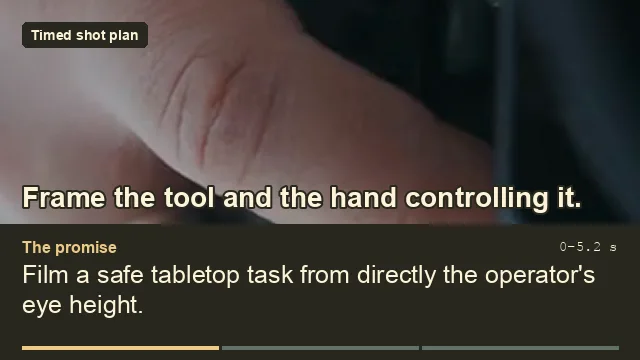 Timed shot plan
Frame the tool and the hand controlling it.
The promise
0–5.2 s
Film a safe tabletop task from directly the operator's
eye height.